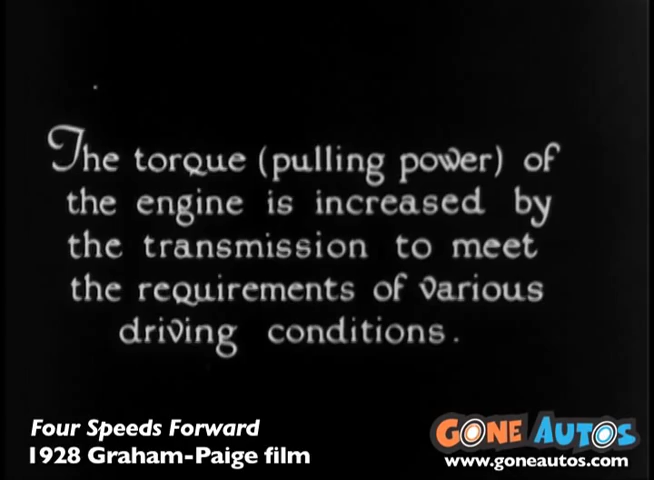 The torque (pulling power) of
the engine is increased by
the transmission to meet
the requirements of various
driving conditions.
Four Speeds Forward
1928 Graham-Paige film
GONE AUTOS
www.goneautos.com